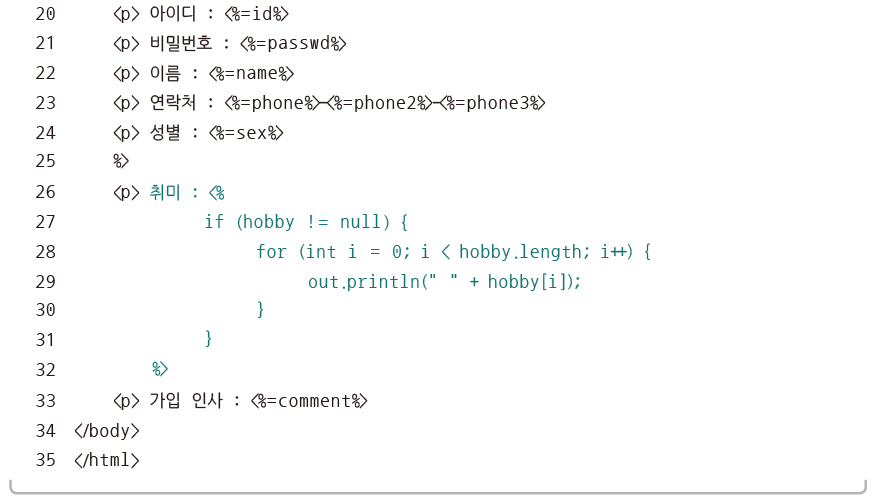 20 <p> 아이디 : <%=id%>
21 <p> 비밀번호 : <%=passwd%>
22 <p> 이름 : <%=name%>
23 <p> 연락처 : <%=phone%>-<%=phone2%>-<%=phone3%>
24 <p> 성별 : <%=sex%>
25 %>
26 <p> 취미 : <%
27 if (hobby != null) {
28 for (int i = 0; i < hobby.length; i++) {
29 out.println(" " + hobby[i]);
30 }
31 }
32 %>
33 <p> 가입 인사 : <%=comment%>
34 </body>
35 </html>